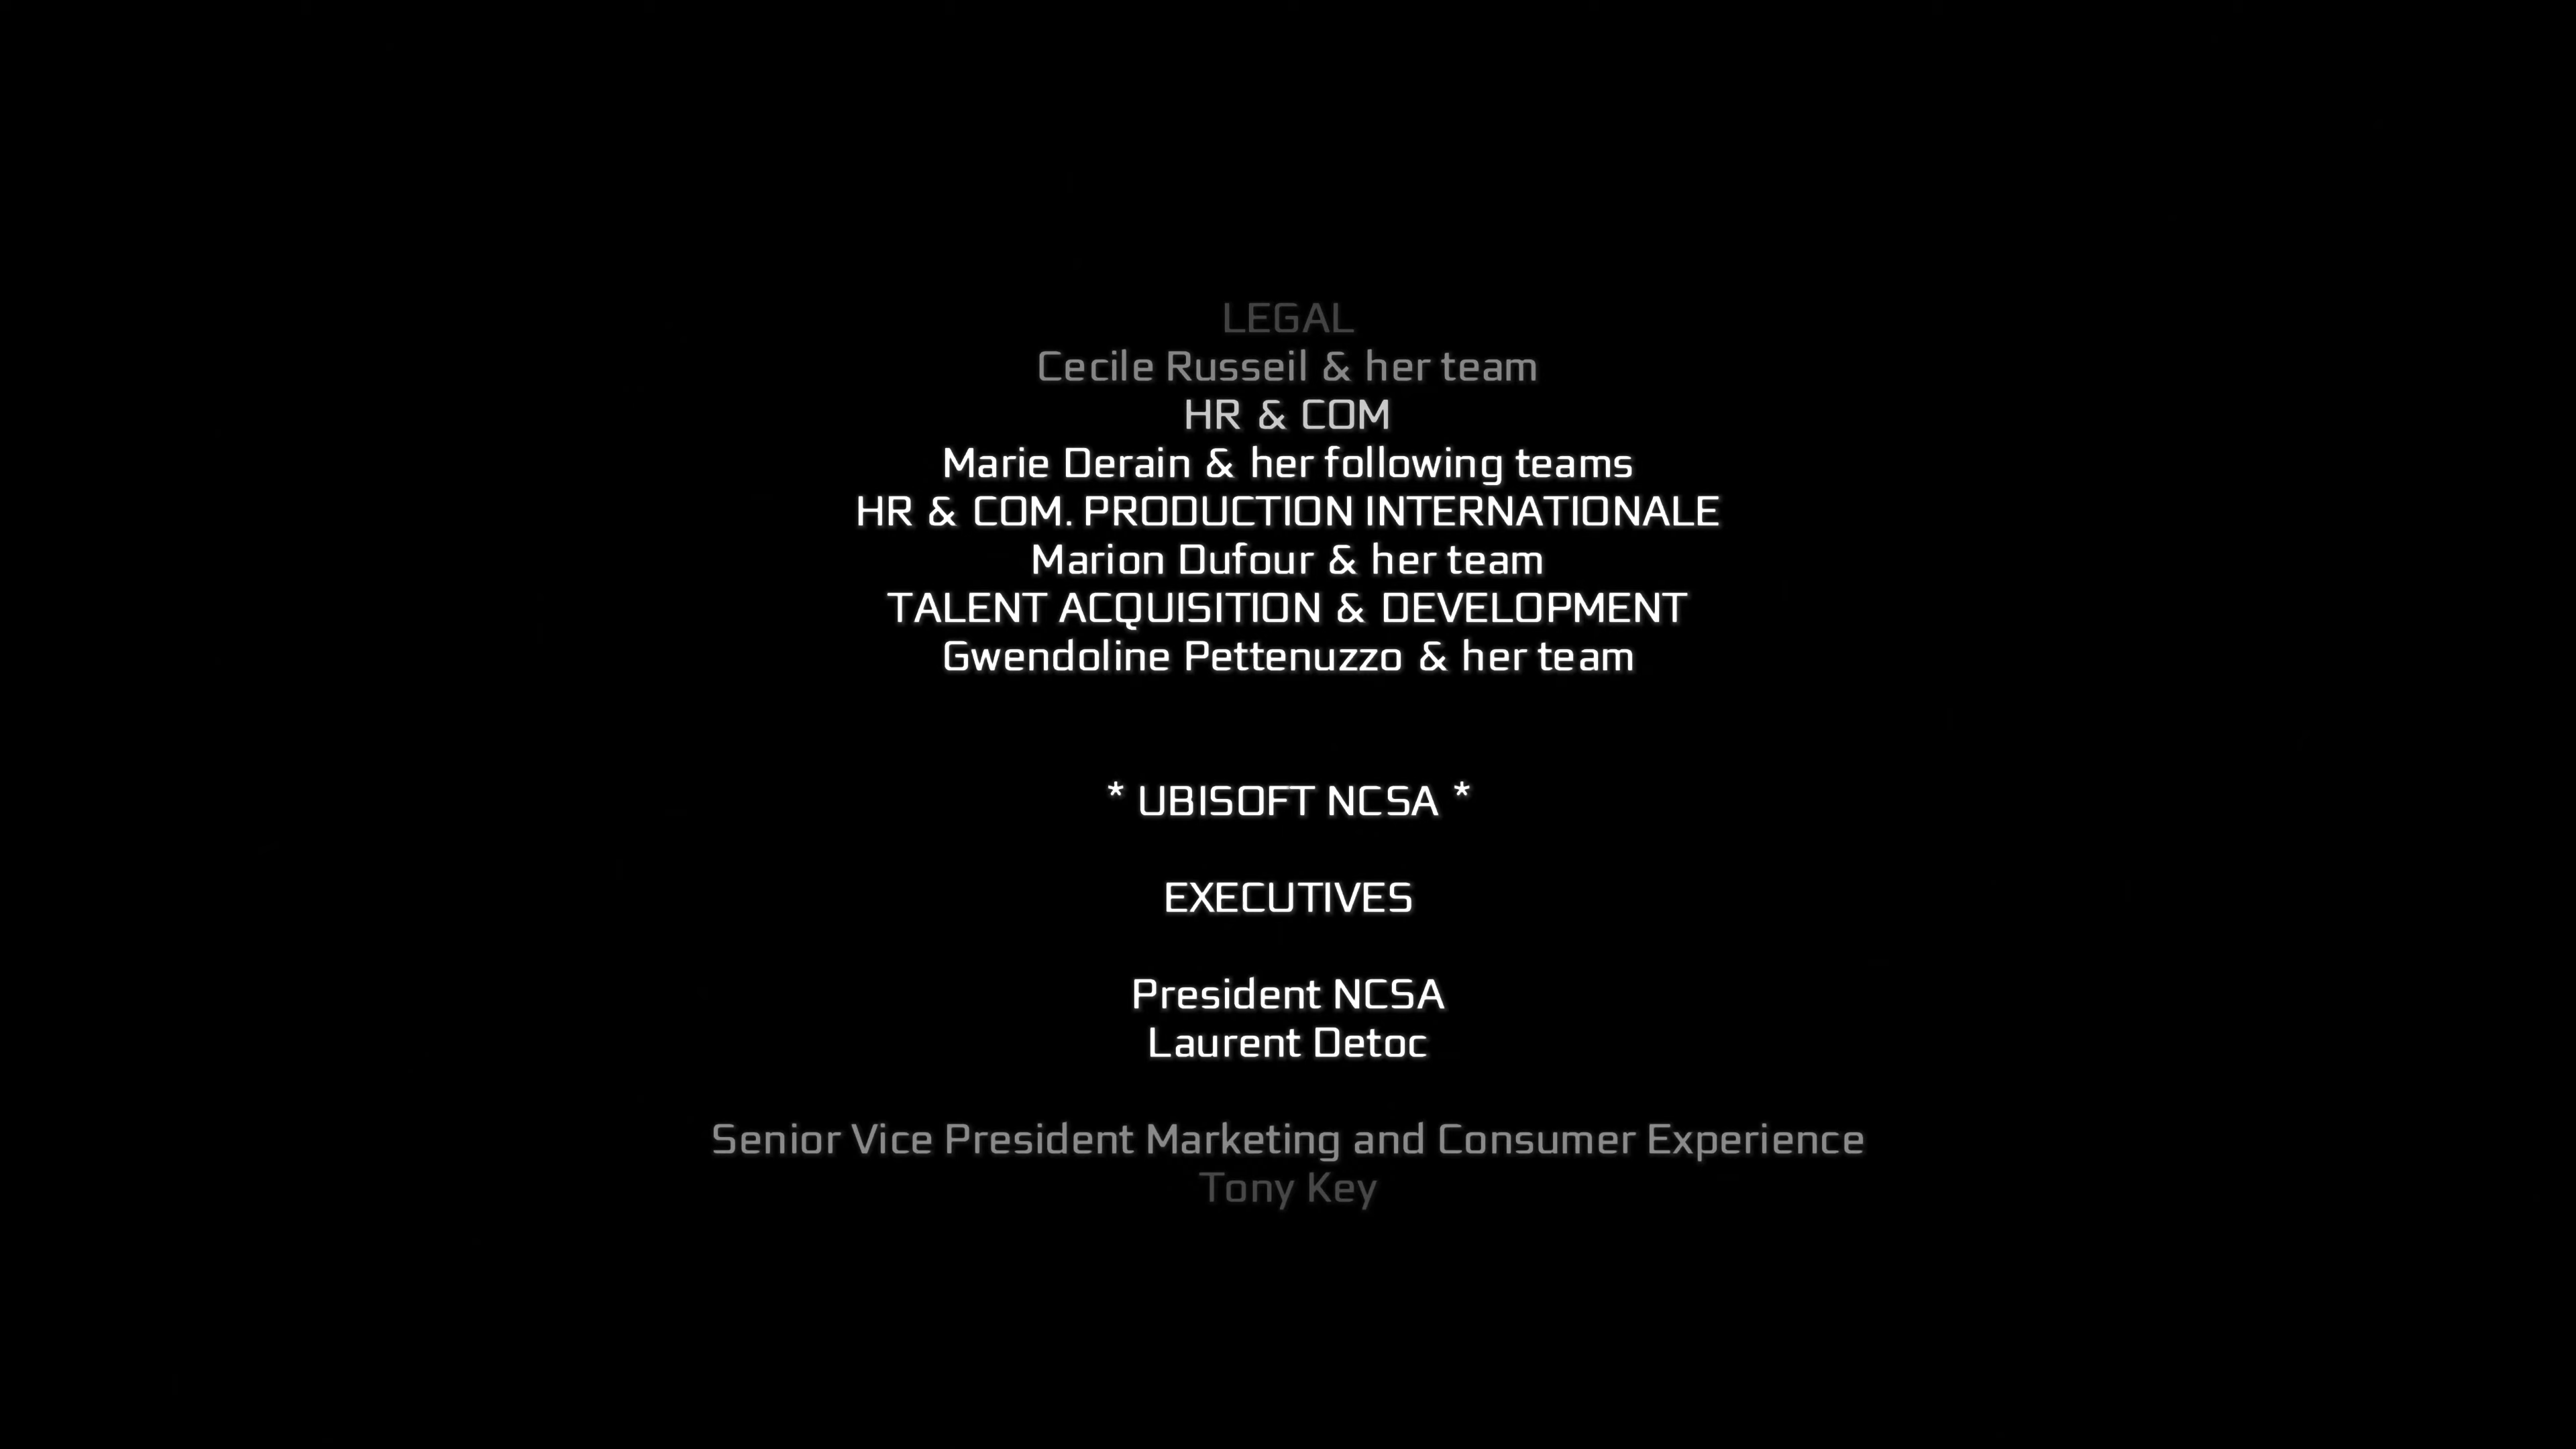 LEGAL
Cecile Russeil & her team
HR & COM
Marie Derain & her following teams
HR & COM. PRODUCTION INTERNATIONALE
Marion Dufour & her team
TALENT ACQUISITION & DEVELOPMENT
Gwendoline Pettenuzzo & her team
* UBISOFT NCSA *
EXECUTIVES
President NCSA
Laurent Detoc
Senior Vice President Marketing and Consumer Experience
Tony Key